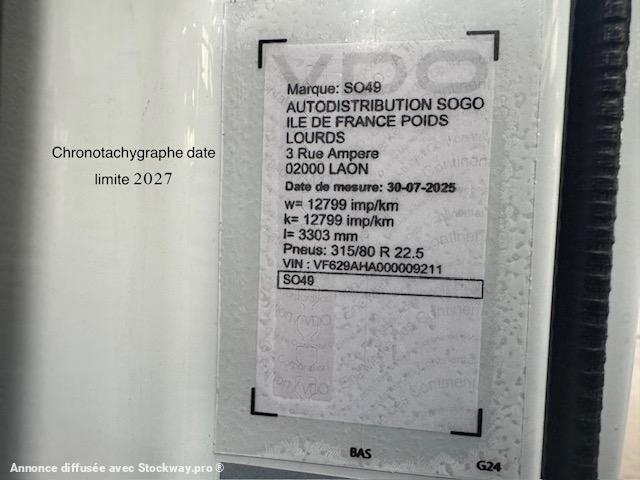 VDO
Marque: SO49
AUTODISTRIBUTION SOGO
ILE DE FRANCE POIDS
LOURDS
3 Rue Ampere
02000 LAON
Date de mesure: 30-07-2025
w= 12799 imp/km
k= 12799 imp/km
l= 3303 mm
Pneus: 315/80 R 22.5
VIN : VF629AHA000009211
SO49
Chronotachygraphe date
limite 2027
BAS
G24
Annonce diffusée avec Stockway.pro ®